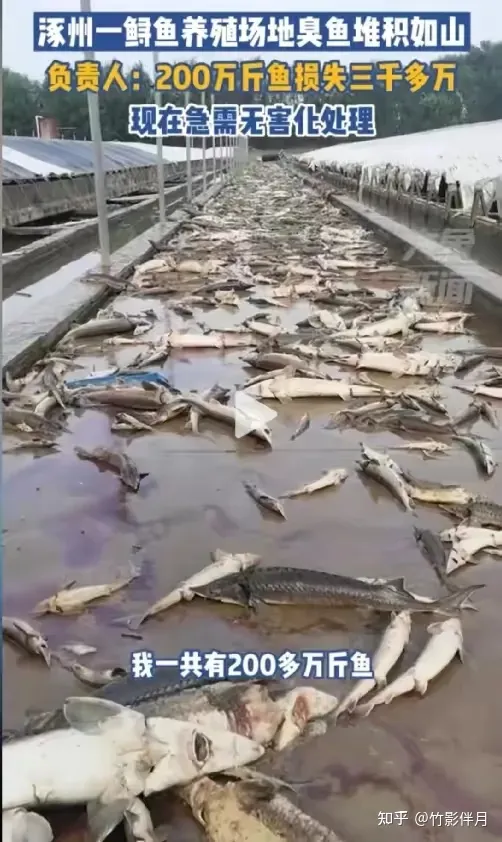 涿州一鲟鱼养殖场地臭鱼堆积如山
负责人：200万斤鱼损失三千多万
现在急需无害化处理
我一共有200多万斤鱼
知乎 @竹影伴月